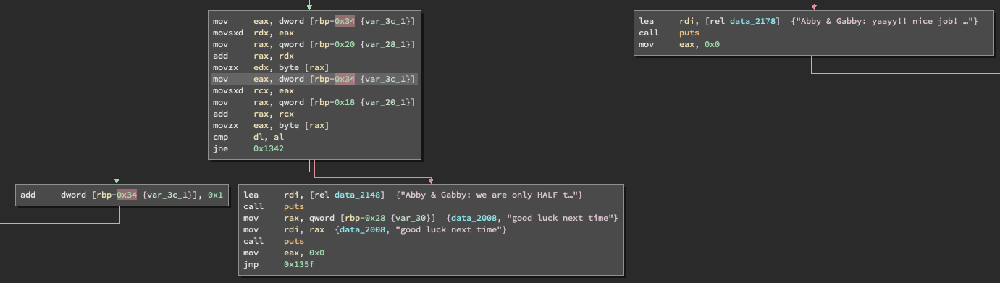 mov eax, dword [rbp-0x34 {var_3c_1}]
movsxd rdx, eax
mov rax, qword [rbp-0x20 {var_28_1}]
add rax, rdx
movzx edx, byte [rax]
mov eax, dword [rbp-0x34 {var_3c_1}]
movsxd rcx, eax
mov rax, qword [rbp-0x18 {var_20_1}]
add rax, rcx
movzx eax, byte [rax]
cmp dl, al
jne 0x1342
lea rdi, [rel data_2178] {"Abby & Gabby: yaayy!! nice job! …"}
call puts
mov eax, 0x0
add dword [rbp-0x34 {var_3c_1}], 0x1
lea rdi, [rel data_2148] {"Abby & Gabby: we are only HALF t…"}
call puts
mov rax, qword [rbp-0x28 {var_30}] {data_2008, "good luck next time"}
mov rdi, rax {data_2008, "good luck next time"}
call puts
mov eax, 0x0
jmp 0x135f